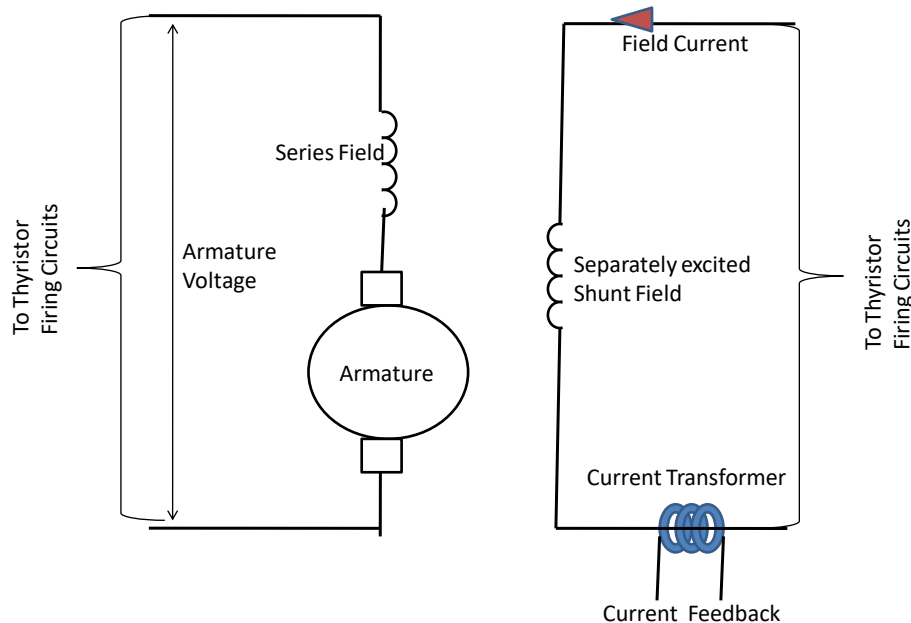 Field Current
Series Field
To Thyristor
Firing Circuits
Armature
Voltage
Separately excited
Shunt Field
To Thyristor
Firing Circuits
Armature
Current Transformer
Current Feedback